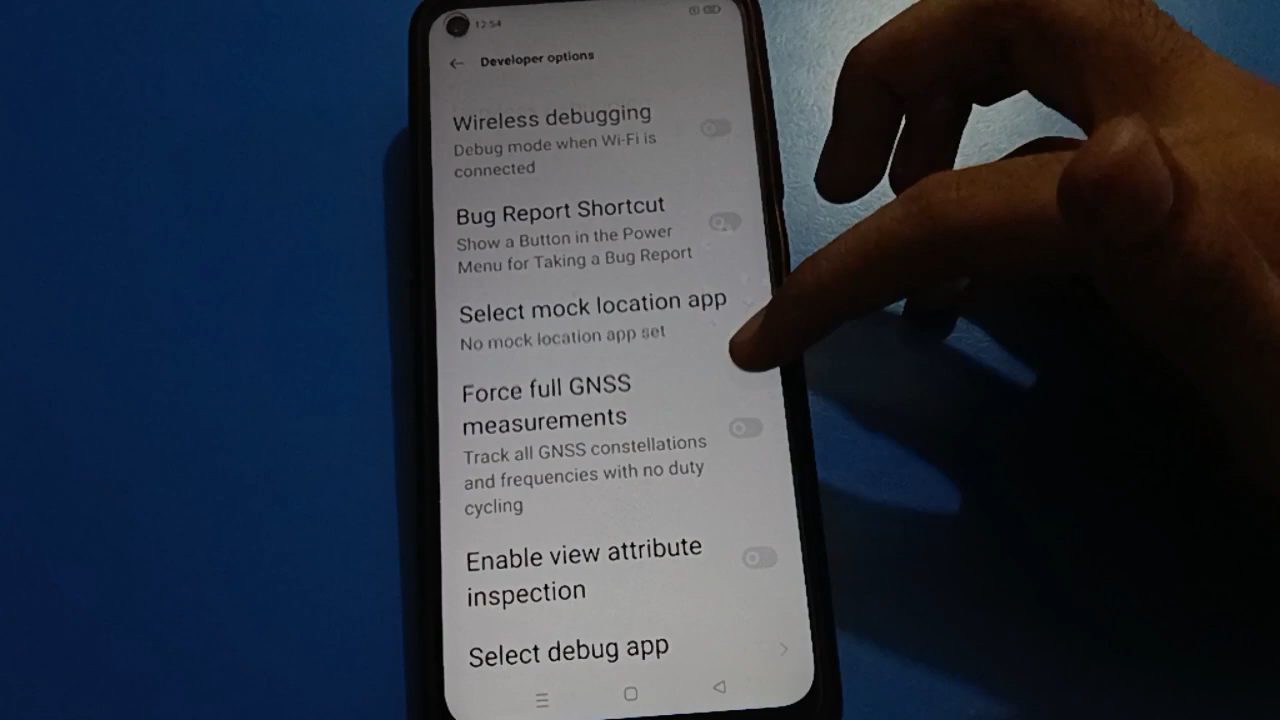 12:54
Developer options
Wireless debugging
Debug mode when Wi-Fi is
connected
Bug Report Shortcut
Show a Button in the Power
Menu for Taking a Bug Report
Select mock location app
No mock location app set
Force full GNSS
measurements
Track all GNSS constellations
and frequencies with no duty
cycling
Enable view attribute
inspection
Select debug app